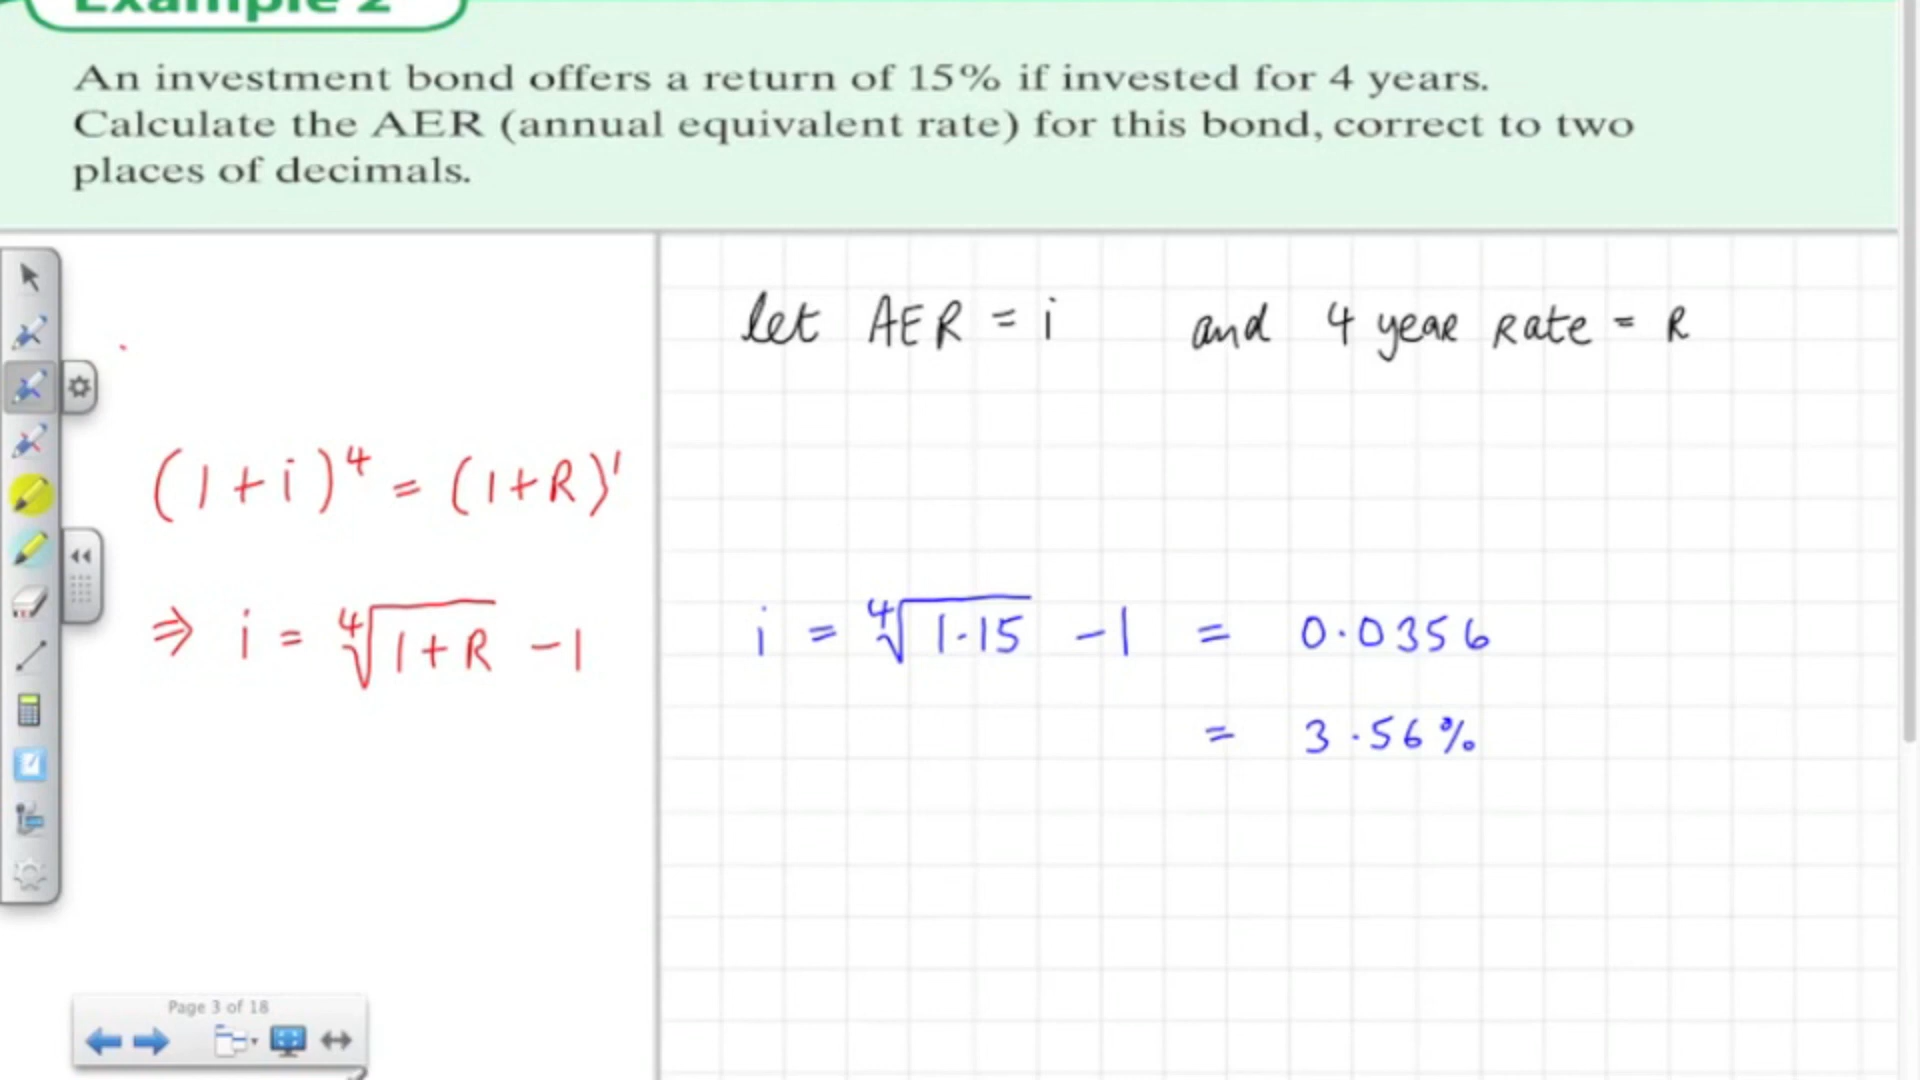 Example 2
An investment bond offers a return of 15% if invested for 4 years.
Calculate the AER (annual equivalent rate) for this bond, correct to two
places of decimals.
let AER = i and 4 year Rate = R
(1+i)⁴ = (1+R)¹
⇒ i = ∜(1+R) -1
i = ∜(1.15) -1 = 0.0356
= 3.56%
Page 3 of 18